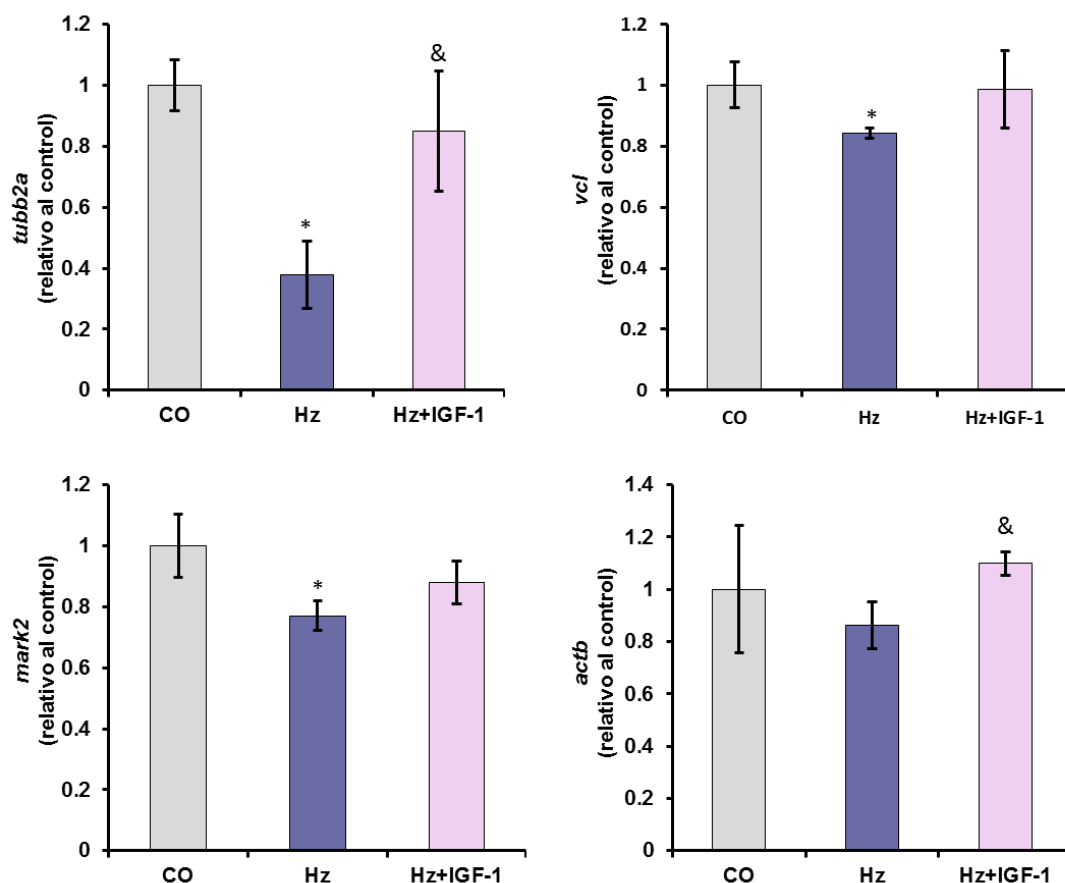 tubb2a
(relativo al control)
1.2
1
0.8
0.6
0.4
0.2
0
*
&
CO Hz Hz+IGF-1
vcl
(relativo al control)
1.2
1
0.8
0.6
0.4
0.2
0
*
CO Hz Hz+IGF-1
mark2
(relativo al control)
1.2
1
0.8
0.6
0.4
0.2
0
*
CO Hz Hz+IGF-1
actb
(relativo al control)
1.4
1.2
1
0.8
0.6
0.4
0.2
0
&
CO Hz Hz+IGF-1